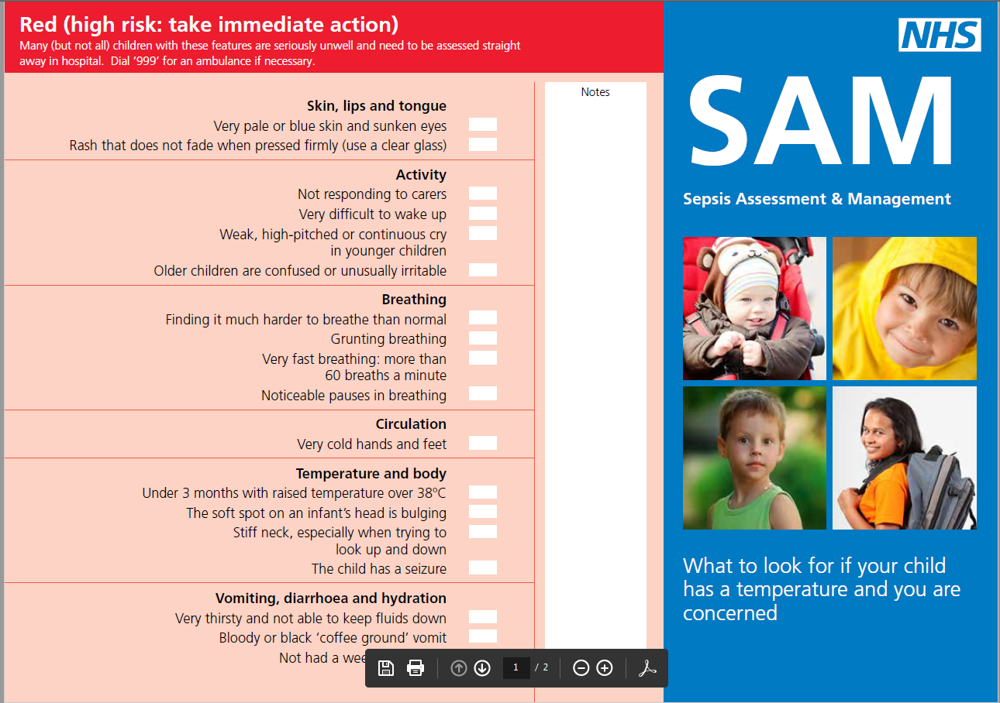 Red (high risk: take immediate action)
Many (but not all) children with these features are seriously unwell and need to be assessed straight
away in hospital. Dial ‘999’ for an ambulance if necessary.
Notes
Skin, lips and tongue
Very pale or blue skin and sunken eyes
Rash that does not fade when pressed firmly (use a clear glass)
Activity
Not responding to carers
Very difficult to wake up
Weak, high-pitched or continuous cry
in younger children
Older children are confused or unusually irritable
Breathing
Finding it much harder to breathe than normal
Grunting breathing
Very fast breathing: more than
60 breaths a minute
Noticeable pauses in breathing
Circulation
Very cold hands and feet
Temperature and body
Under 3 months with raised temperature over 38ºC
The soft spot on an infant’s head is bulging
Stiff neck, especially when trying to
look up and down
The child has a seizure
Vomiting, diarrhoea and hydration
Very thirsty and not able to keep fluids down
Bloody or black ‘coffee ground’ vomit
Not had a
1 / 2
NHS
SAM
Sepsis Assessment & Management
What to look for if your child
has a temperature and you are
concerned